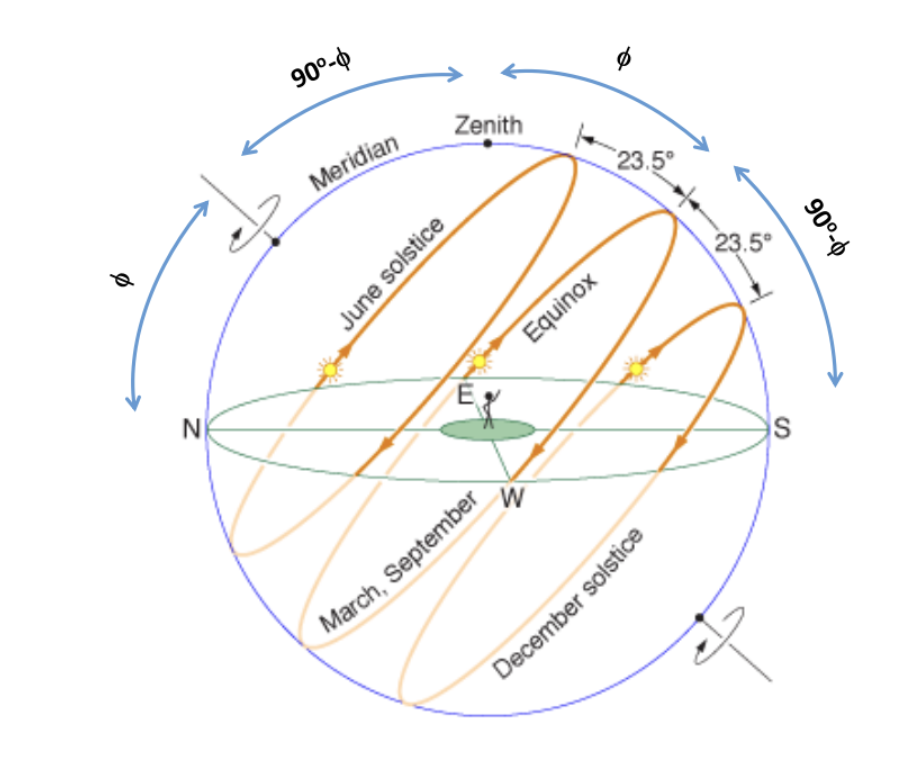 90°-ϕ
ϕ
Zenith
Meridian
23.5°
23.5°
90°-ϕ
ϕ
June solstice
Equinox
E
N
S
W
March, September
December solstice